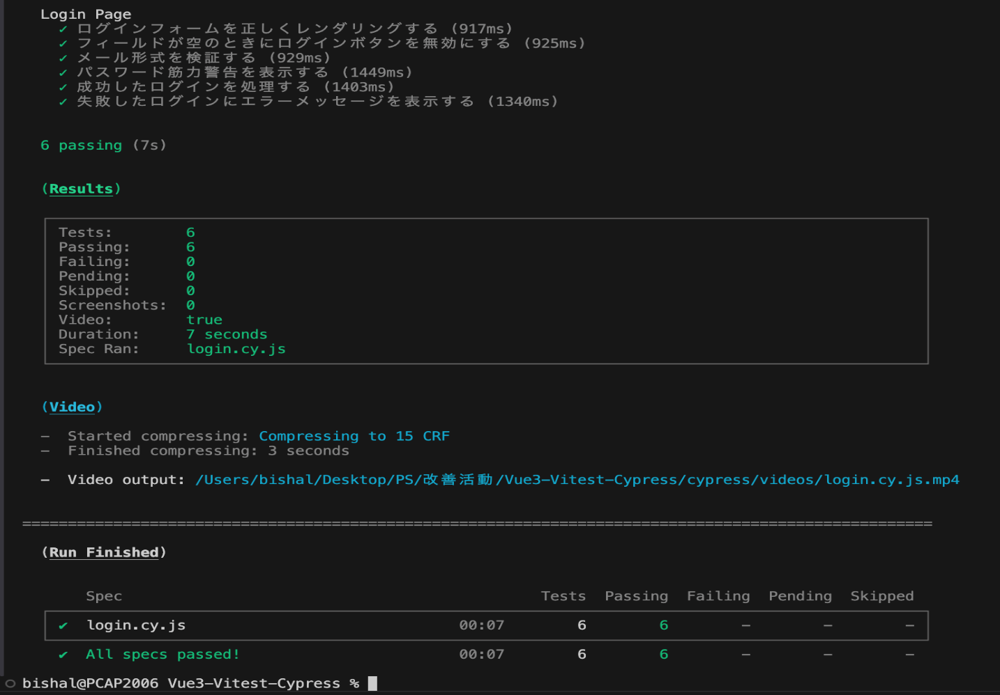 Login Page
✓ ログインフォームを正しくレンダリングする (917ms)
✓ フィールドが空のときにログインボタンを無効にする (925ms)
✓ メール形式を検証する (929ms)
✓ パスワード筋力警告を表示する (1449ms)
✓ 成功したログインを処理する (1403ms)
✓ 失敗したログインにエラーメッセージを表示する (1340ms)
6 passing (7s)
(Results)
Tests: 6
Passing: 6
Failing: 0
Pending: 0
Skipped: 0
Screenshots: 0
Video: true
Duration: 7 seconds
Spec Ran: login.cy.js
(Video)
- Started compressing: Compressing to 15 CRF
- Finished compressing: 3 seconds
- Video output: /Users/bishal/Desktop/PS/改善活動/Vue3-Vitest-Cypress/cypress/videos/login.cy.js.mp4
====================================================================================================
(Run Finished)
Spec Tests Passing Failing Pending Skipped
✔ login.cy.js 00:07 6 6 - - -
✔ All specs passed! 00:07 6 6 - - -
bishal@PCAP2006 Vue3-Vitest-Cypress %